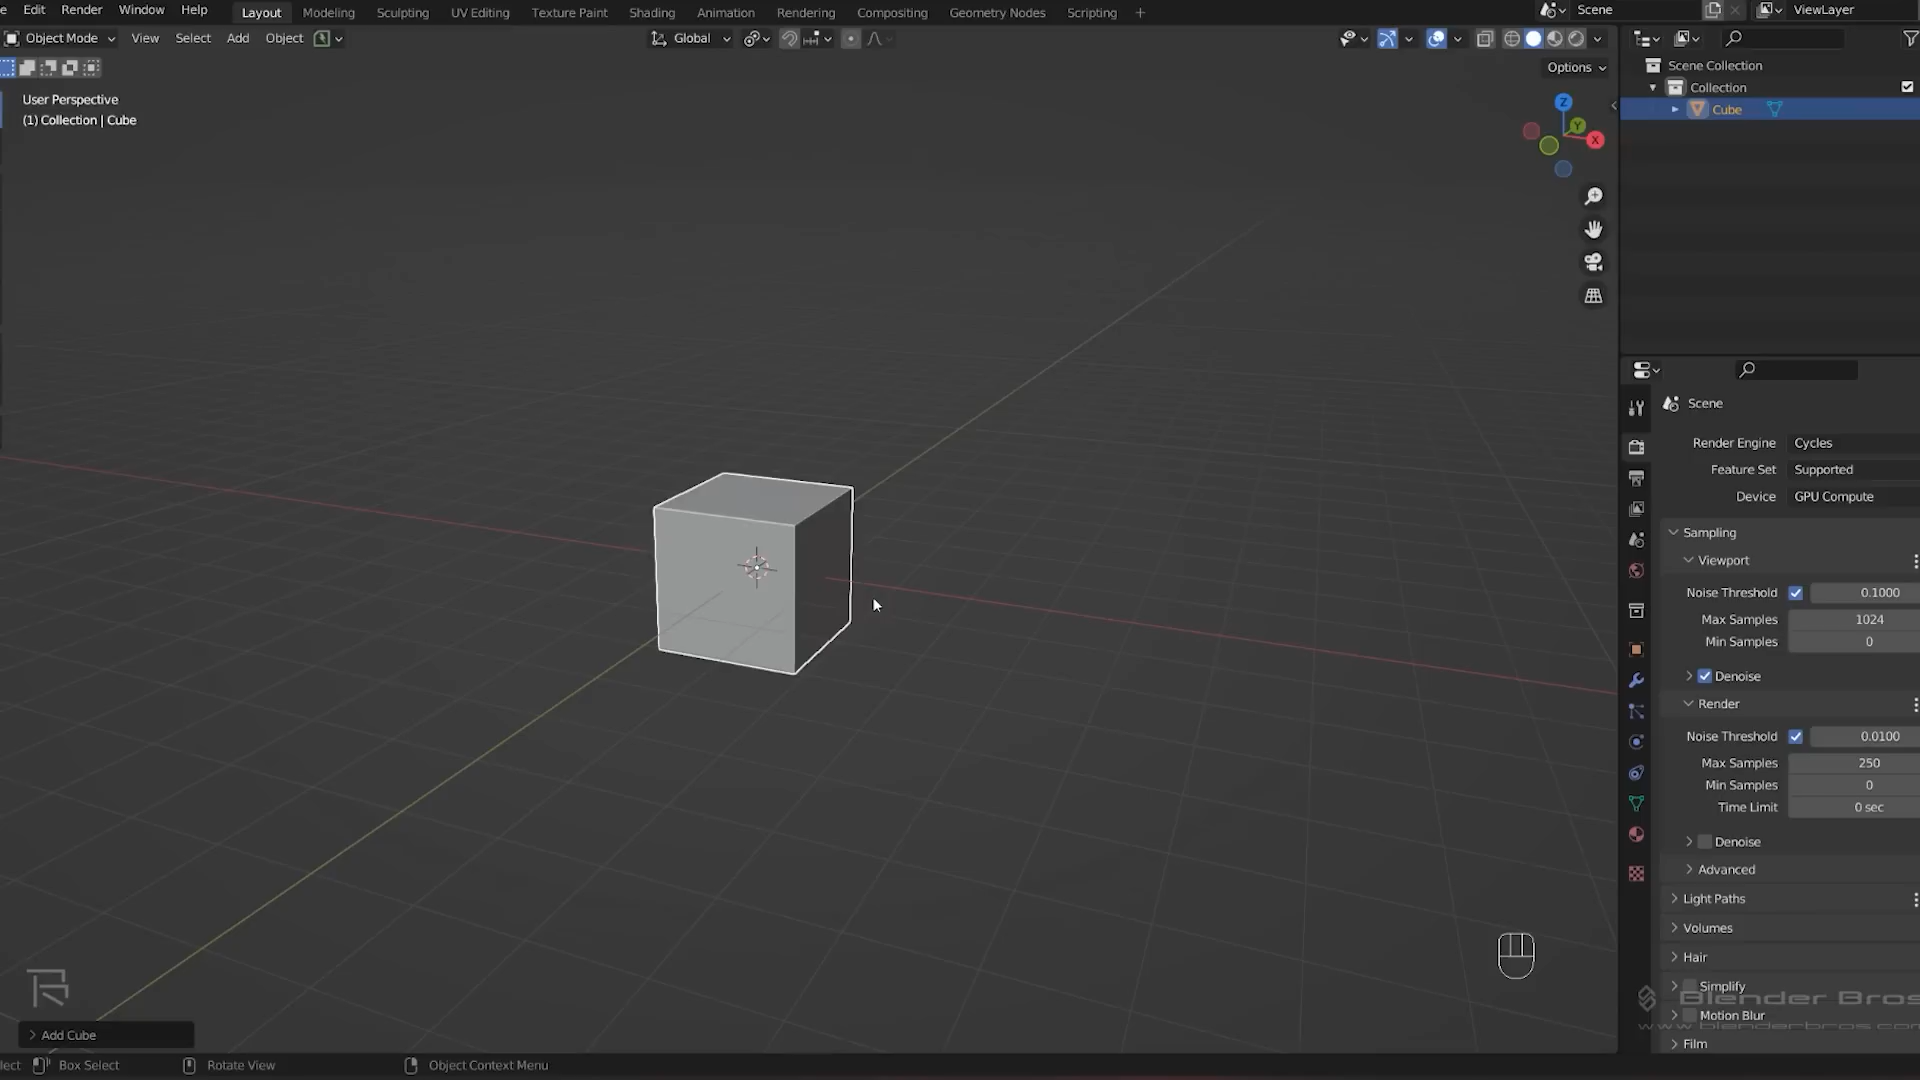 Edit Render Window Help Layout Modeling Sculpting UV Editing Texture Paint Shading Animation Rendering Compositing Geometry Nodes Scripting + Scene ViewLayer
Object Mode View Select Add Object Global
Options
User Perspective
(1) Collection | Cube
Z
Y
X
Scene Collection
Collection
Cube
Scene
Render Engine Cycles
Feature Set Supported
Device GPU Compute
Sampling
Viewport
Noise Threshold 0.1000
Max Samples 1024
Min Samples 0
Denoise
Render
Noise Threshold 0.0100
Max Samples 250
Min Samples 0
Time Limit 0 sec
Denoise
Advanced
Light Paths
Volumes
Hair
Simplify
Blender Bros
Motion Blur
www.blenderbros.com
Film
Add Cube
lect Box Select Rotate View Object Context Menu